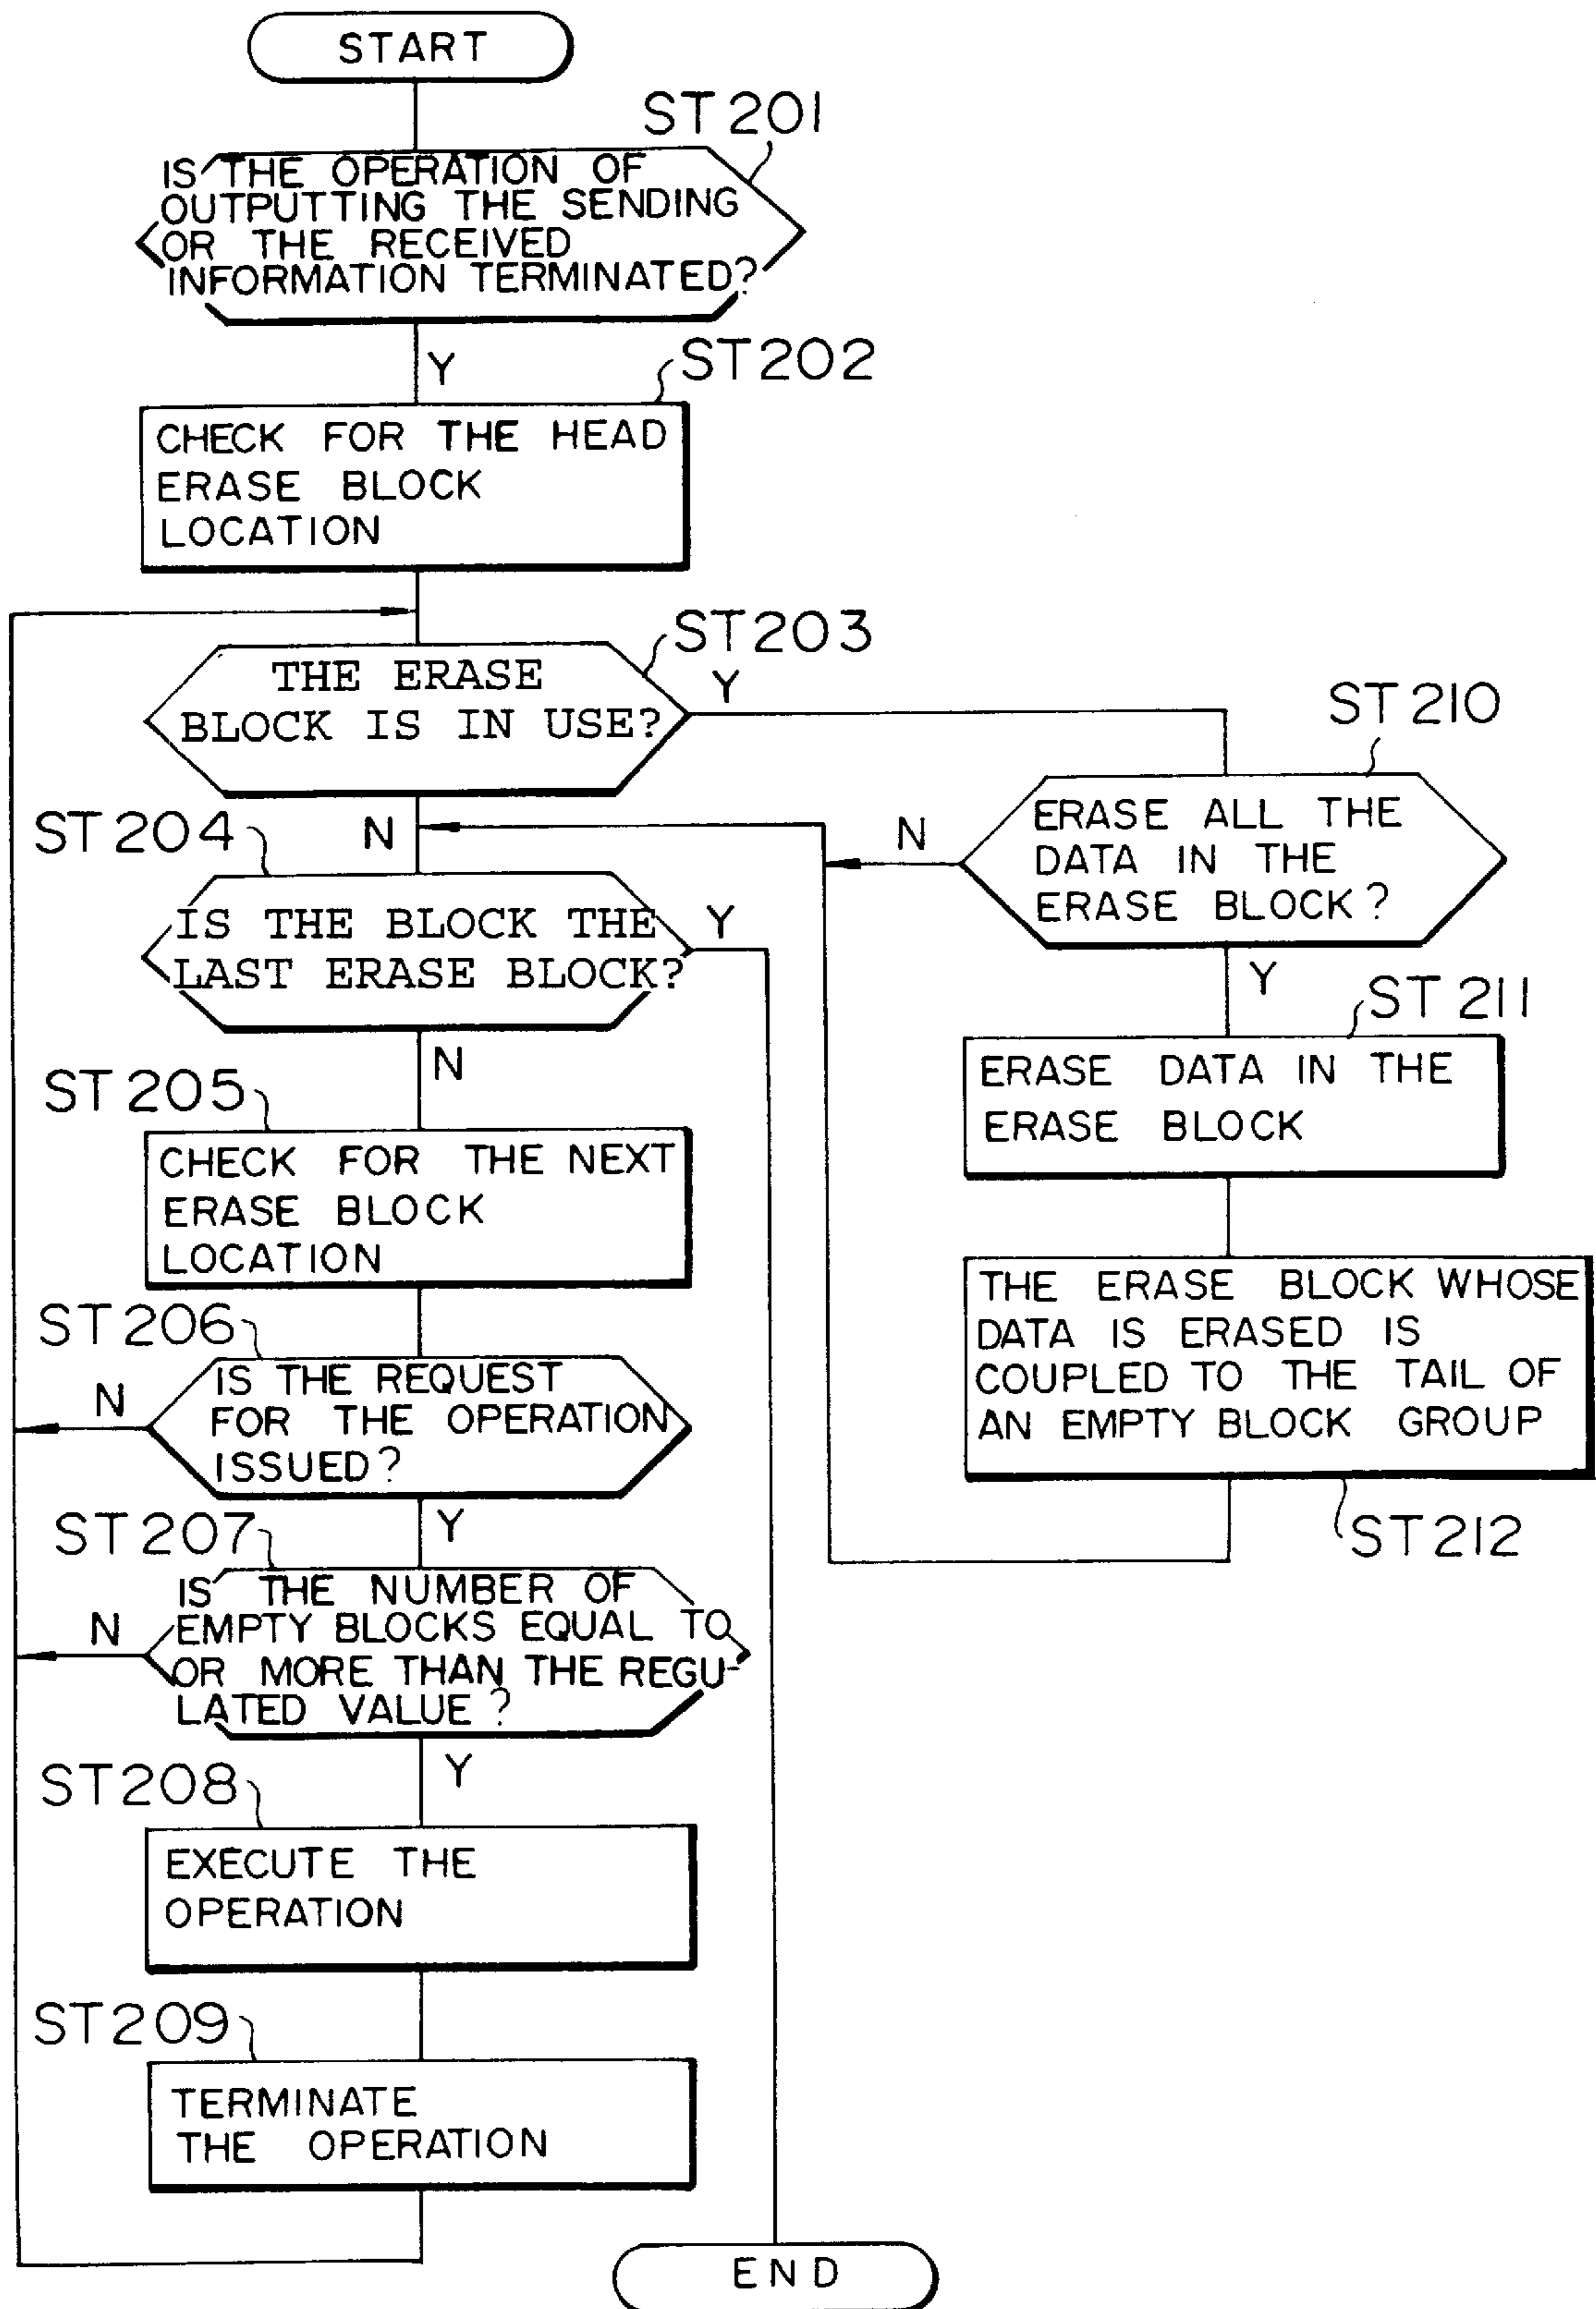 START
ST201
IS THE OPERATION OF
OUTPUTTING THE SENDING
OR THE RECEIVED
INFORMATION TERMINATED?
Y
ST202
CHECK FOR THE HEAD
ERASE BLOCK
LOCATION
ST203
THE ERASE
BLOCK IS IN USE?
Y
N
ST204
IS THE BLOCK THE
LAST ERASE BLOCK?
Y
N
ST205
CHECK FOR THE NEXT
ERASE BLOCK
LOCATION
ST206
IS THE REQUEST
FOR THE OPERATION
ISSUED?
N
Y
ST207
IS THE NUMBER OF
EMPTY BLOCKS EQUAL TO
OR MORE THAN THE REGU-
LATED VALUE?
N
Y
ST208
EXECUTE THE
OPERATION
ST209
TERMINATE
THE OPERATION
ST210
ERASE ALL THE
DATA IN THE
ERASE BLOCK?
N
Y
ST211
ERASE DATA IN THE
ERASE BLOCK
THE ERASE BLOCK WHOSE
DATA IS ERASED IS
COUPLED TO THE TAIL OF
AN EMPTY BLOCK GROUP
ST212
END